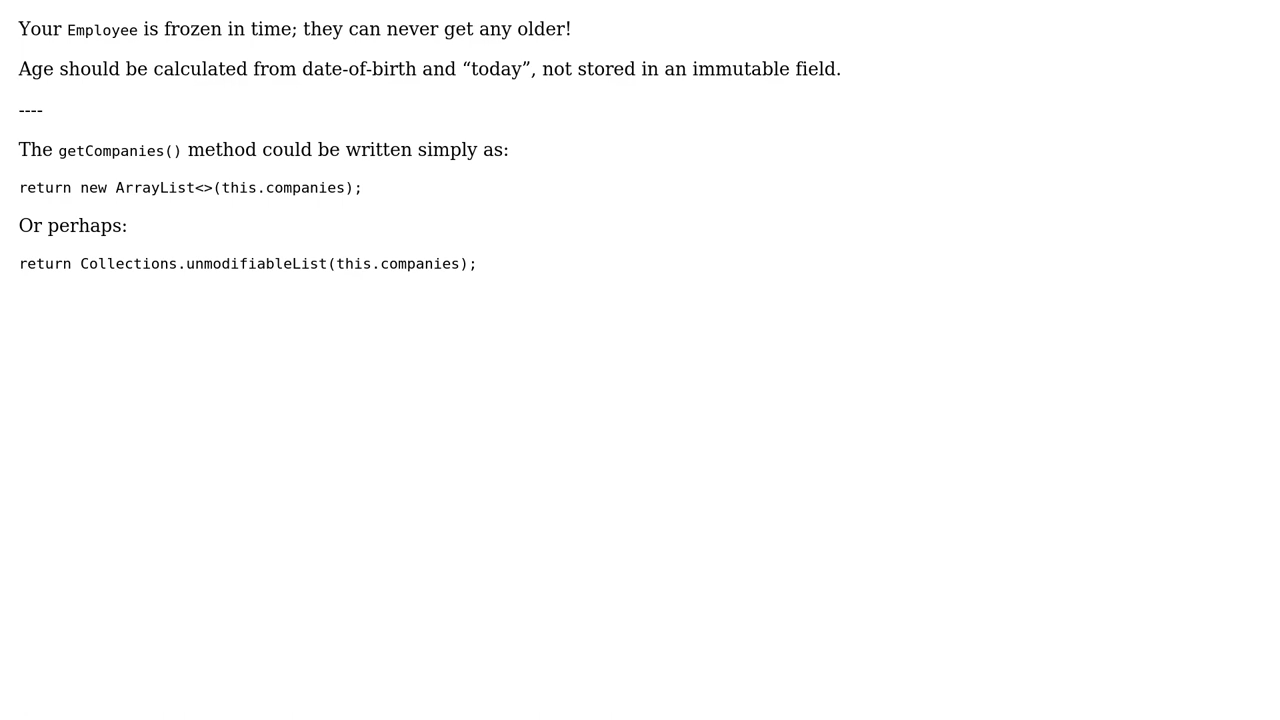 Your Employee is frozen in time; they can never get any older!
Age should be calculated from date-of-birth and “today”, not stored in an immutable field.
----
The getCompanies() method could be written simply as:
return new ArrayList<>(this.companies);
Or perhaps:
return Collections.unmodifiableList(this.companies);